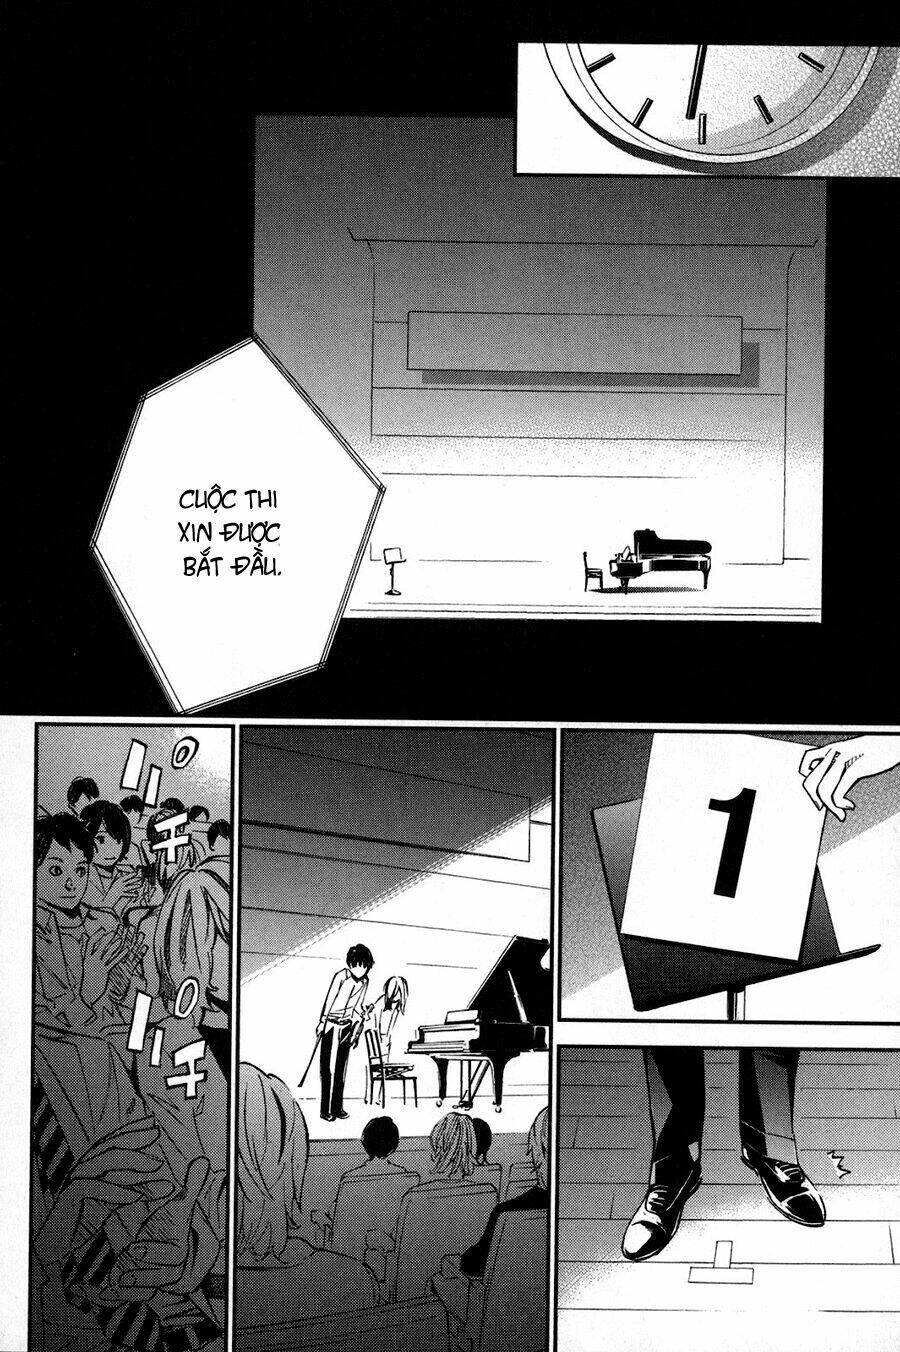 CUỘC THI
XIN ĐƯỢC
BẮT ĐẦU.
1
パチ
パチ